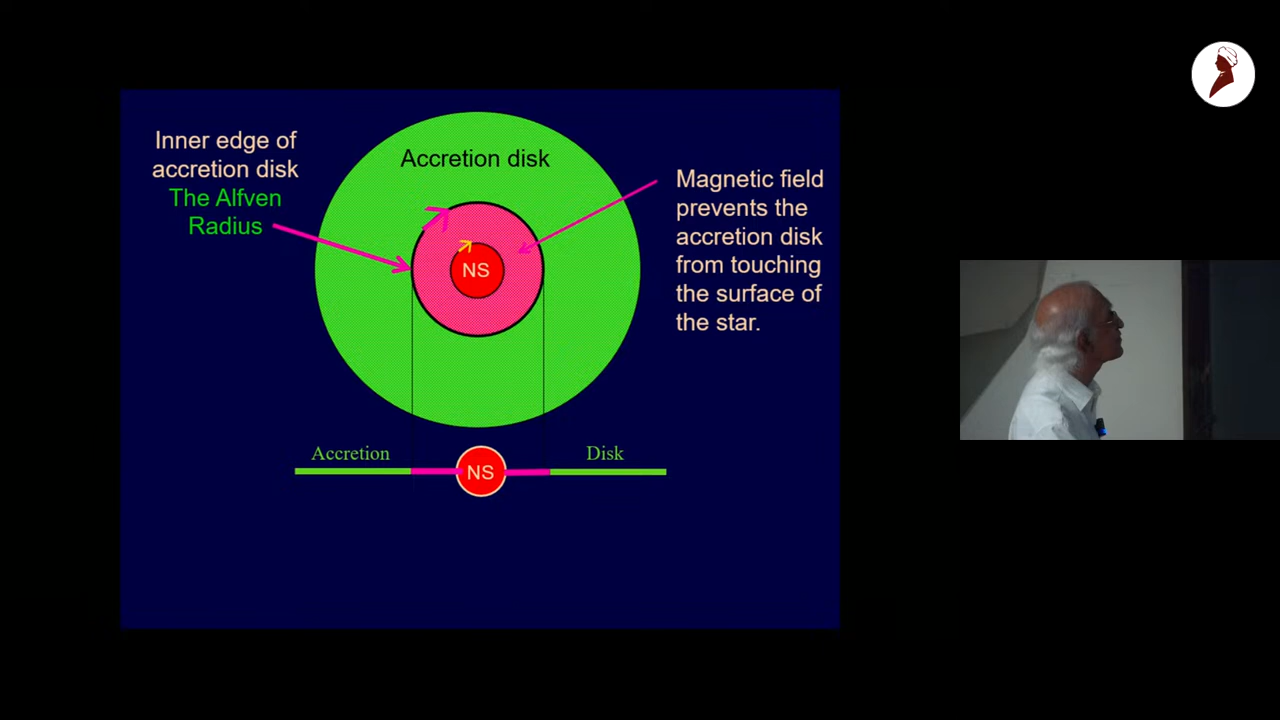 Inner edge of
accretion disk
The Alfven
Radius
Accretion disk
NS
Magnetic field
prevents the
accretion disk
from touching
the surface of
the star.
Accretion
NS
Disk